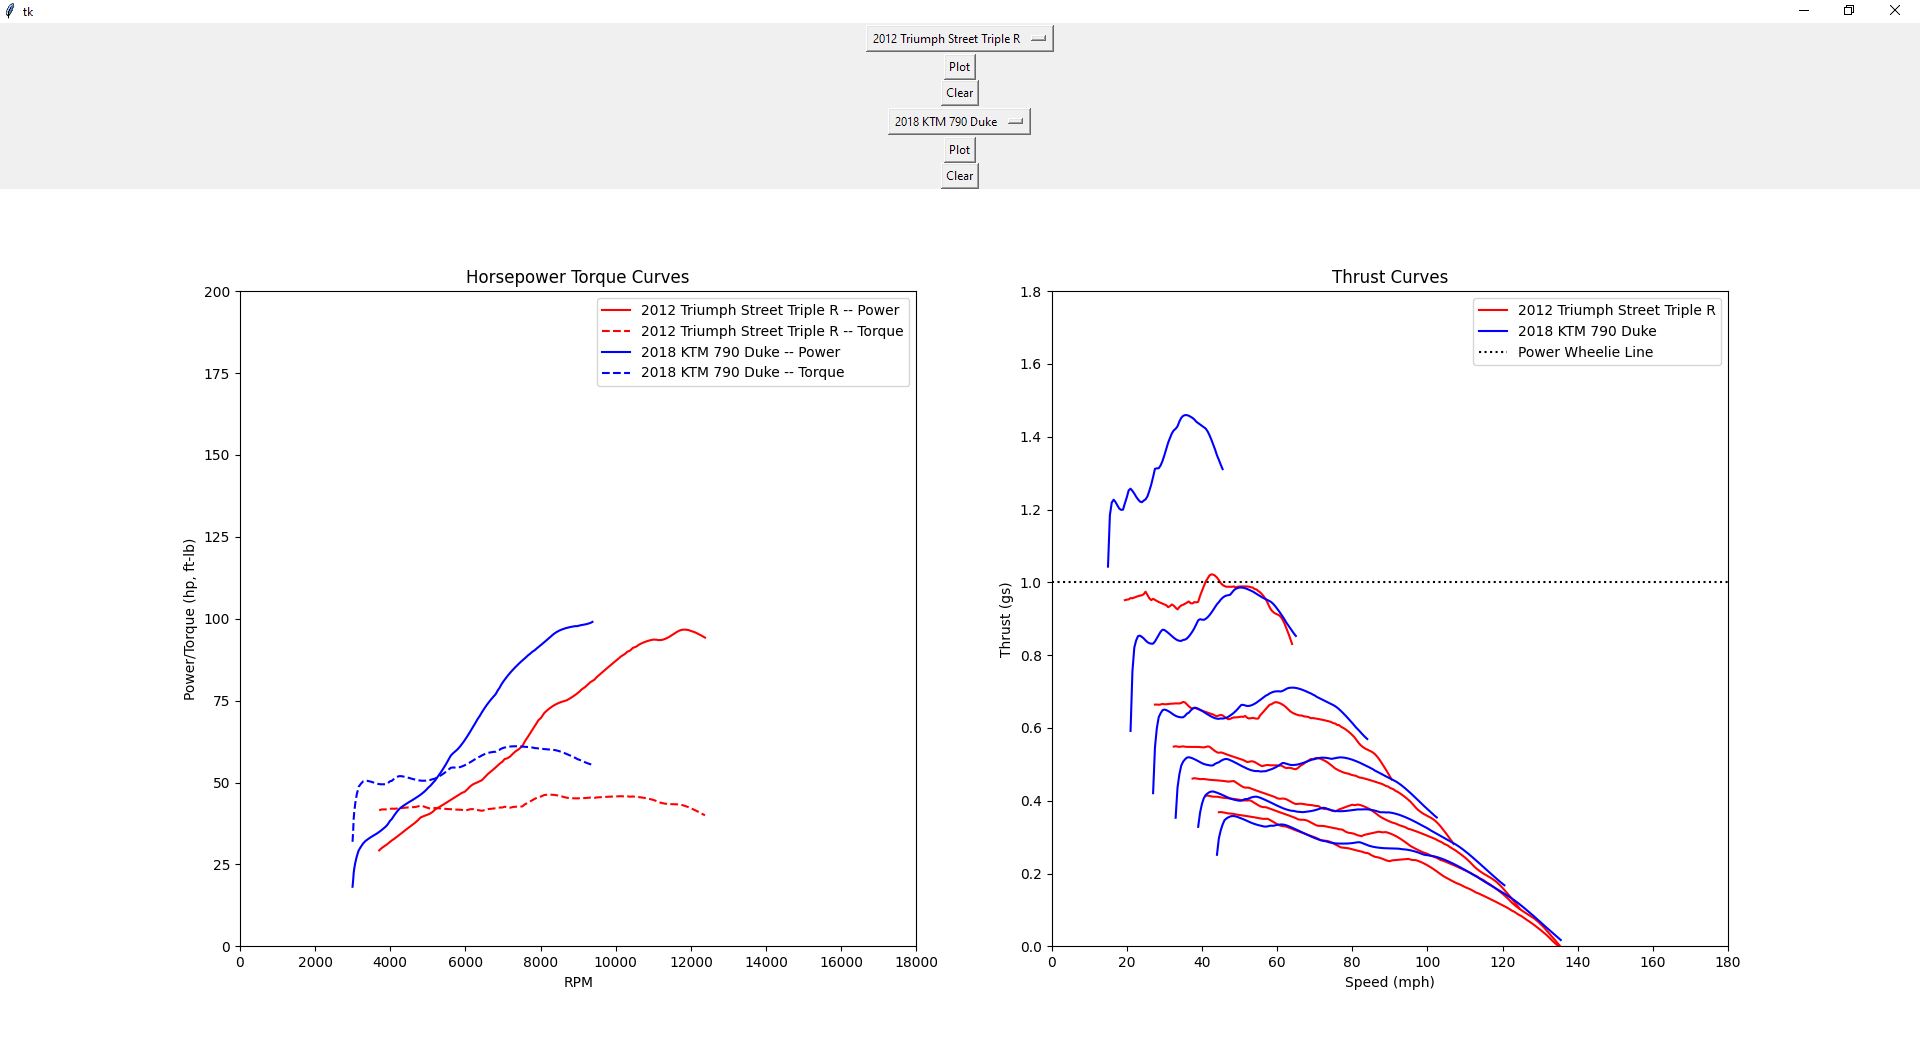 tk
2012 Triumph Street Triple R
Plot
Clear
2018 KTM 790 Duke
Plot
Clear
Horsepower Torque Curves
200
175
150
125
100
75
50
25
0
Power/Torque (hp, ft-lb)
2012 Triumph Street Triple R -- Power
2012 Triumph Street Triple R -- Torque
2018 KTM 790 Duke -- Power
2018 KTM 790 Duke -- Torque
0 2000 4000 6000 8000 10000 12000 14000 16000 18000
RPM
Thrust Curves
1.8
1.6
1.4
1.2
1.0
0.8
0.6
0.4
0.2
0.0
Thrust (gs)
2012 Triumph Street Triple R
2018 KTM 790 Duke
Power Wheelie Line
0 20 40 60 80 100 120 140 160 180
Speed (mph)